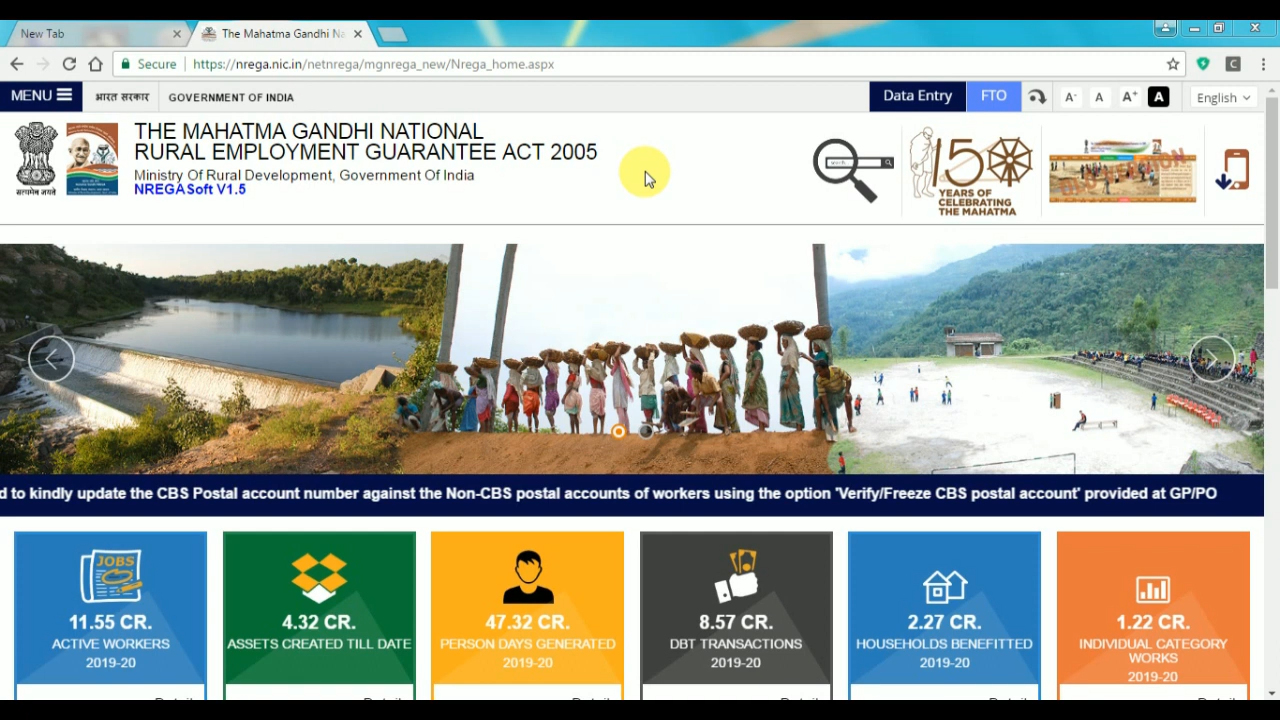 New Tab
The Mahatma Gandhi Na
Secure
https://nrega.nic.in/netnrega/mgnrega_new/Nrega_home.aspx
C
MENU
भारत सरकार
GOVERNMENT OF INDIA
Data Entry
FTO
A-
A
A+
A
English
सत्यमेव जयते
THE MAHATMA GANDHI NATIONAL
RURAL EMPLOYMENT GUARANTEE ACT 2005
Ministry Of Rural Development, Government Of India
NREGASoft V1.5
150
YEARS OF
CELEBRATING
THE MAHATMA
d to kindly update the CBS Postal account number against the Non-CBS postal accounts of workers using the option 'Verify/Freeze CBS postal account' provided at GP/PO
JOBS
11.55 CR.
ACTIVE WORKERS
2019-20
4.32 CR.
ASSETS CREATED TILL DATE
47.32 CR.
PERSON DAYS GENERATED
2019-20
8.57 CR.
DBT TRANSACTIONS
2019-20
2.27 CR.
HOUSEHOLDS BENEFITTED
2019-20
1.22 CR.
INDIVIDUAL CATEGORY
WORKS
2019-20